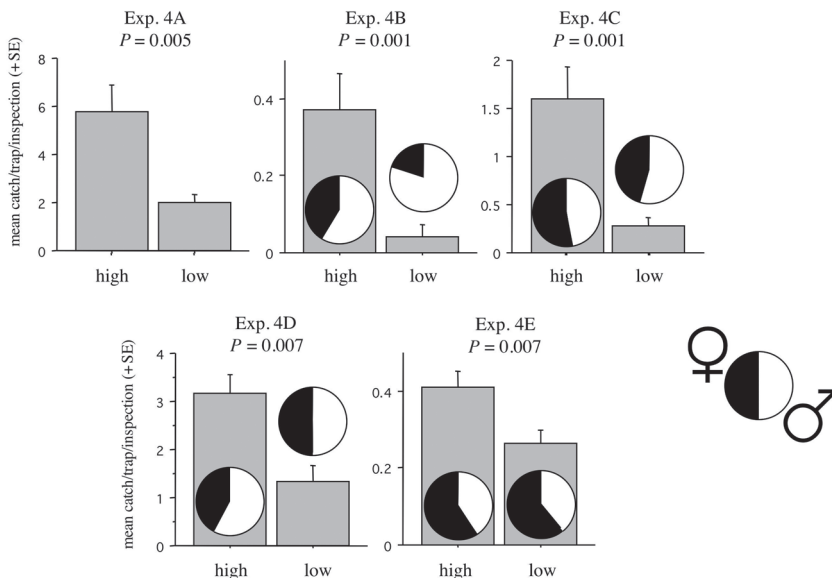 Exp. 4A
P = 0.005
Exp. 4B
P = 0.001
Exp. 4C
P = 0.001
mean catch/trap/inspection (+SE)
8
6
4
2
0
high
low
0.4
0.2
0
high
low
2
1.5
1
0.5
0
high
low
Exp. 4D
P = 0.007
Exp. 4E
P = 0.007
mean catch/trap/inspection (+SE)
4
3
2
1
0
high
low
0.4
0.2
0
high
low
♀
♂